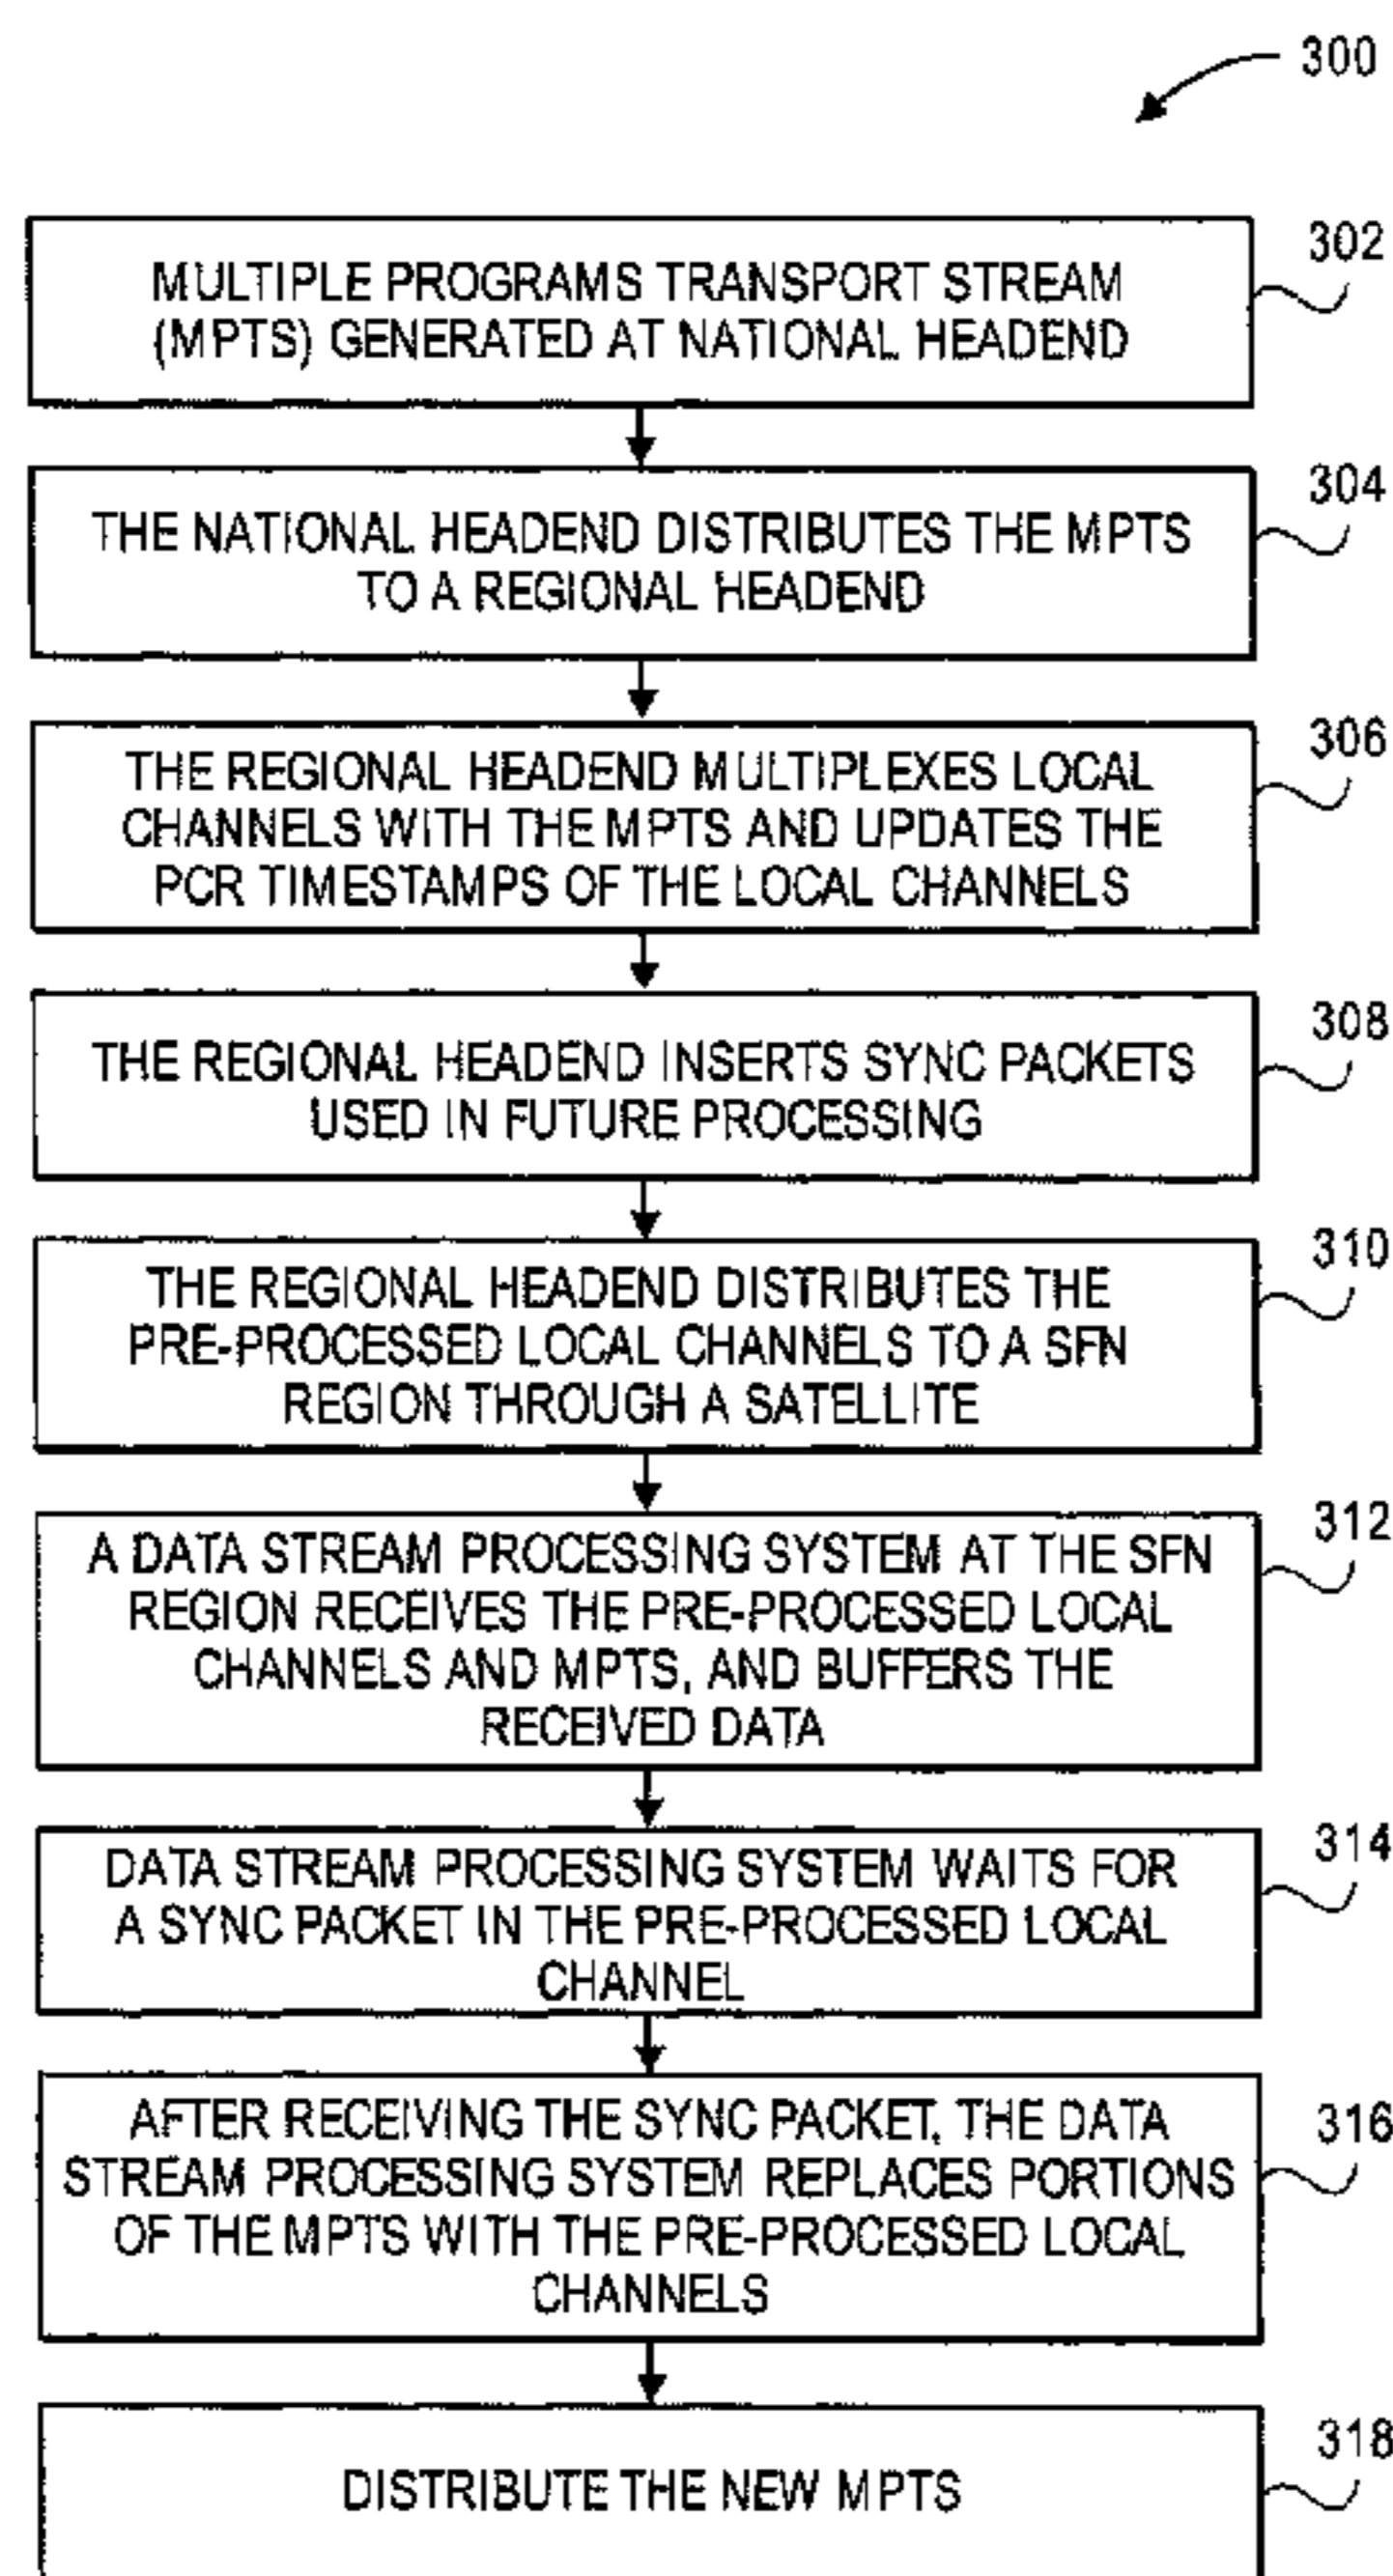 300
302
MULTIPLE PROGRAMS TRANSPORT STREAM
(MPTS) GENERATED AT NATIONAL HEADEND
304
THE NATIONAL HEADEND DISTRIBUTES THE MPTS
TO A REGIONAL HEADEND
306
THE REGIONAL HEADEND MULTIPLEXES LOCAL
CHANNELS WITH THE MPTS AND UPDATES THE
PCR TIMESTAMPS OF THE LOCAL CHANNELS
308
THE REGIONAL HEADEND INSERTS SYNC PACKETS
USED IN FUTURE PROCESSING
310
THE REGIONAL HEADEND DISTRIBUTES THE
PRE-PROCESSED LOCAL CHANNELS TO A SFN
REGION THROUGH A SATELLITE
312
A DATA STREAM PROCESSING SYSTEM AT THE SFN
REGION RECEIVES THE PRE-PROCESSED LOCAL
CHANNELS AND MPTS, AND BUFFERS THE
RECEIVED DATA
314
DATA STREAM PROCESSING SYSTEM WAITS FOR
A SYNC PACKET IN THE PRE-PROCESSED LOCAL
CHANNEL
316
AFTER RECEIVING THE SYNC PACKET, THE DATA
STREAM PROCESSING SYSTEM REPLACES PORTIONS
OF THE MPTS WITH THE PRE-PROCESSED LOCAL
CHANNELS
318
DISTRIBUTE THE NEW MPTS